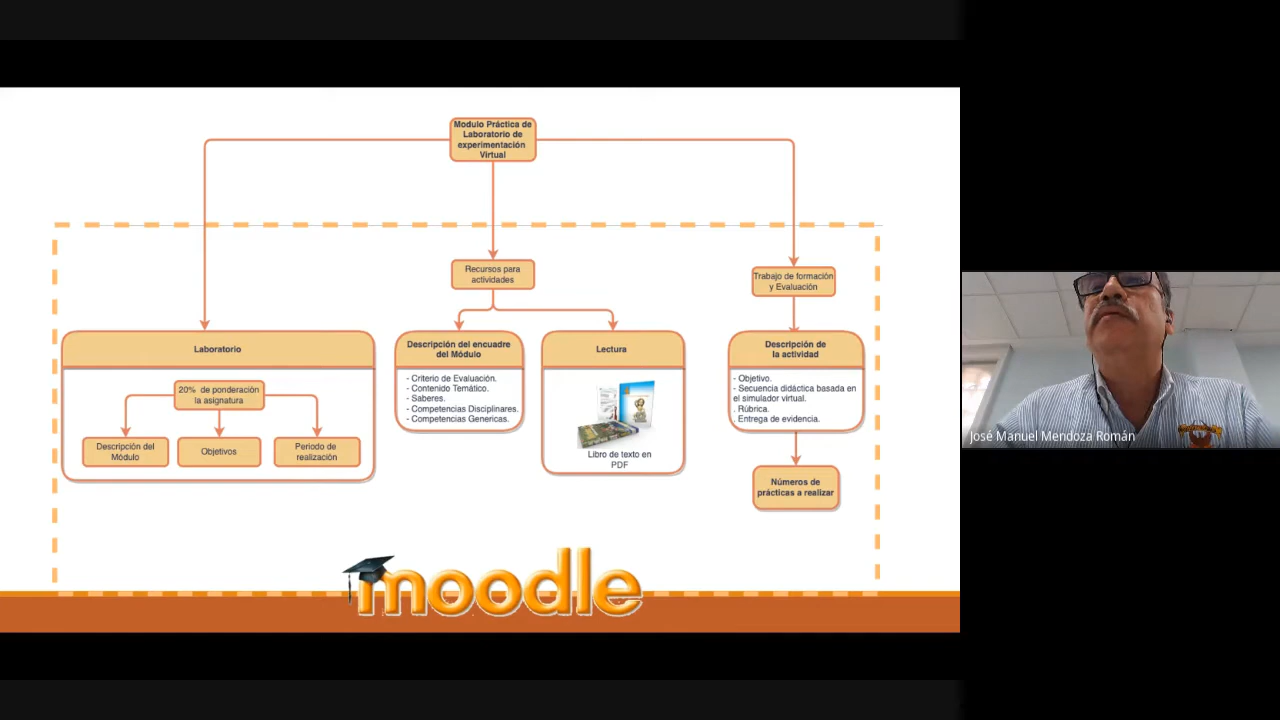 Modulo Práctica de
Laboratorio de
experimentación
Virtual
Recursos para
actividades
Trabajo de formación
y Evaluación
Laboratorio
20% de ponderación
la asignatura
Descripción del
Módulo
Objetivos
Periodo de
realización
Descripción del encuadre
del Módulo
- Criterio de Evaluación.
- Contenido Temático.
- Saberes.
- Competencias Disciplinares.
- Competencias Genericas.
Lectura
Libro de texto en
PDF
Descripción de
la actividad
- Objetivo.
- Secuencia didáctica basada en
el simulador virtual.
. Rúbrica.
. Entrega de evidencia.
Números de
prácticas a realizar
moodle
José Manuel Mendoza Román